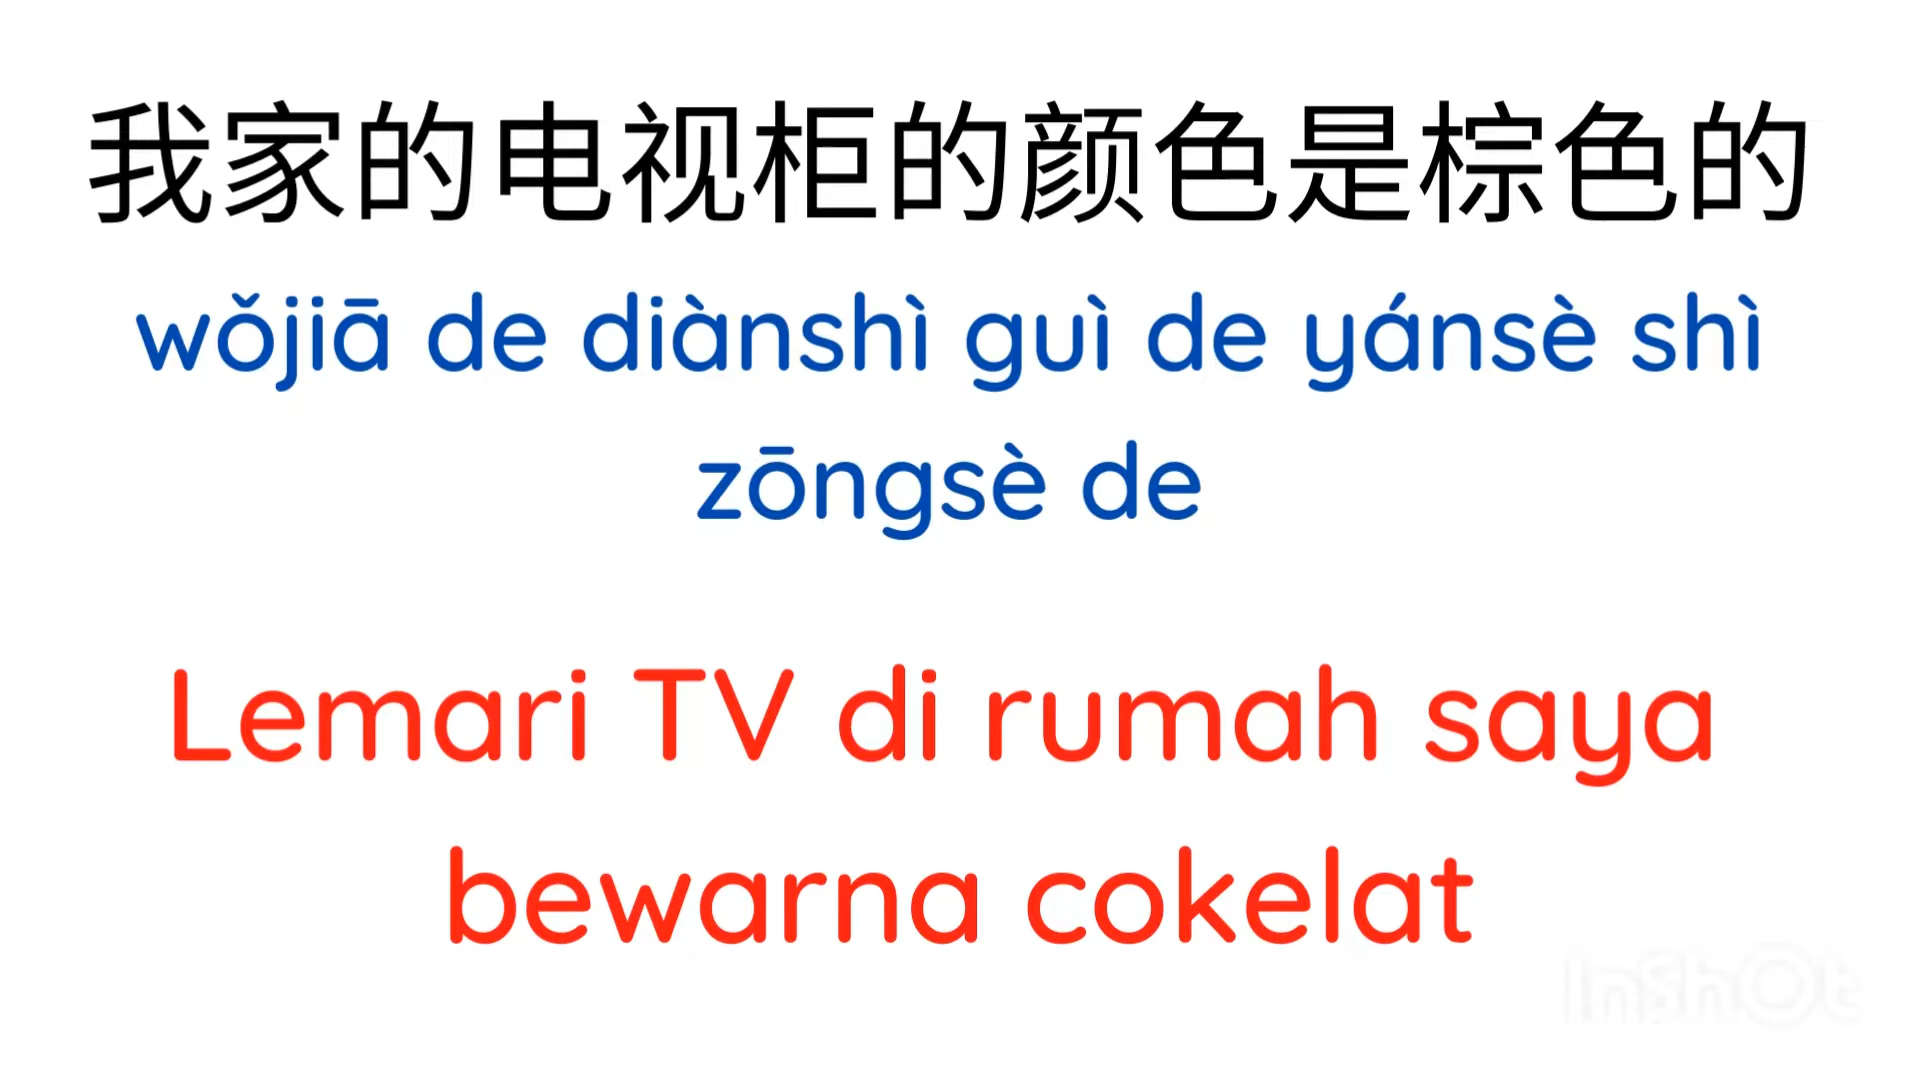 我家的电视柜的颜色是棕色的
wǒjiā de diànshì guì de yánsè shì
zōngsè de
Lemari TV di rumah saya
bewarna cokelat
InShOt